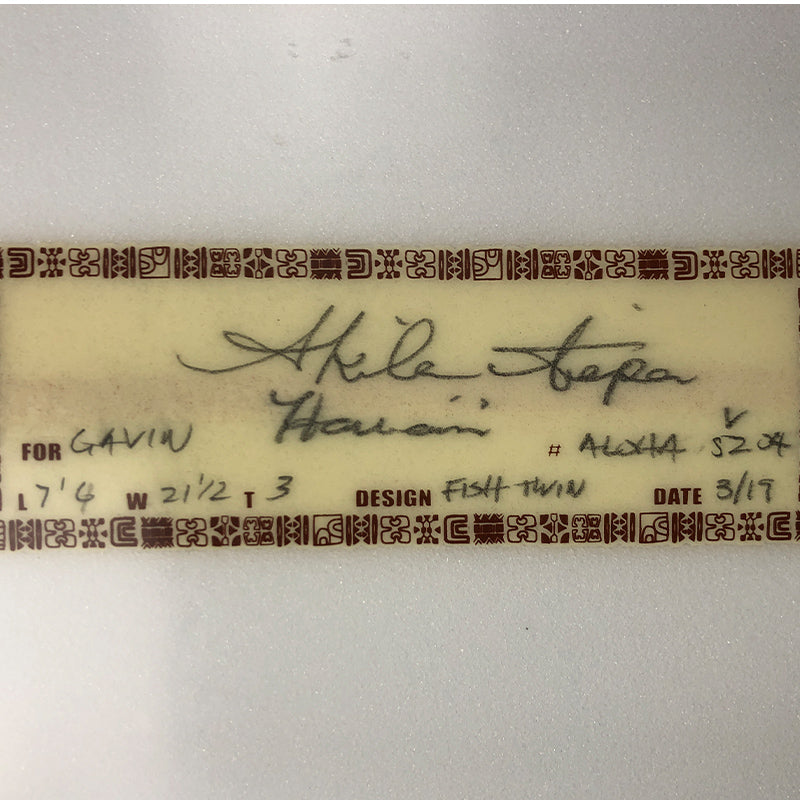 Akila Aipa
Hawaii
FOR GAVIN # ALOHA V 5204
L 7'4 W 21 1/2 T 3 DESIGN FISH TWIN DATE 3/19